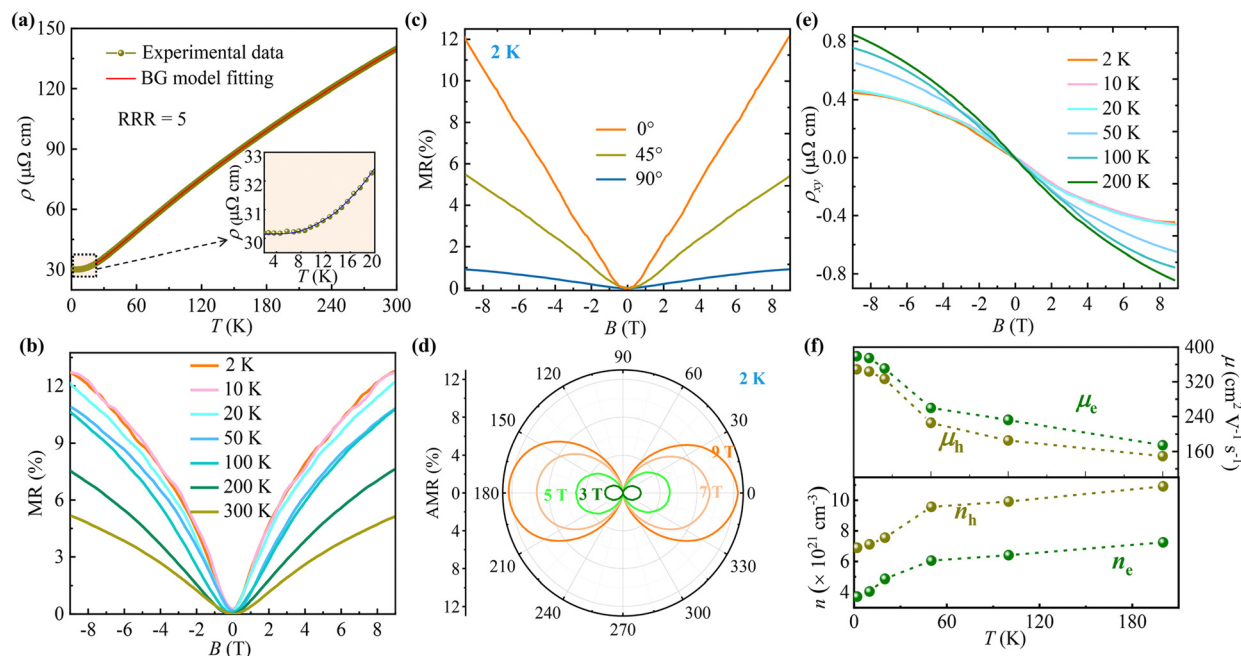 (a)
150
120
90
60
30
ρ (μΩ cm)
Experimental data
BG model fitting
RRR = 5
33
32
31
30
ρ (μΩ cm)
4 8 12 16 20
T (K)
0 60 120 180 240 300
T (K)
(c)
12
10
8
6
4
2
0
MR(%)
2 K
0°
45°
90°
-8 -6 -4 -2 0 2 4 6 8
B (T)
(e)
0.8
0.4
0.0
-0.4
-0.8
ρxy (μΩ cm)
2 K
10 K
20 K
50 K
100 K
200 K
-8 -6 -4 -2 0 2 4 6 8
B (T)
(b)
12
9
6
3
0
MR (%)
2 K
10 K
20 K
50 K
100 K
200 K
300 K
-8 -6 -4 -2 0 2 4 6 8
B (T)
(d)
2 K
12
8
4
0
4
8
12
AMR (%)
90
120 60
150 30
180 0
210 330
240 300
270
9 T
5 T 3 T 7 T
(f)
360
300
240
180
μ (cm² V⁻¹ s⁻¹)
μe
μh
10
8
6
4
n (× 10²¹ cm⁻³)
nh
ne
0 60 120 180
T (K)